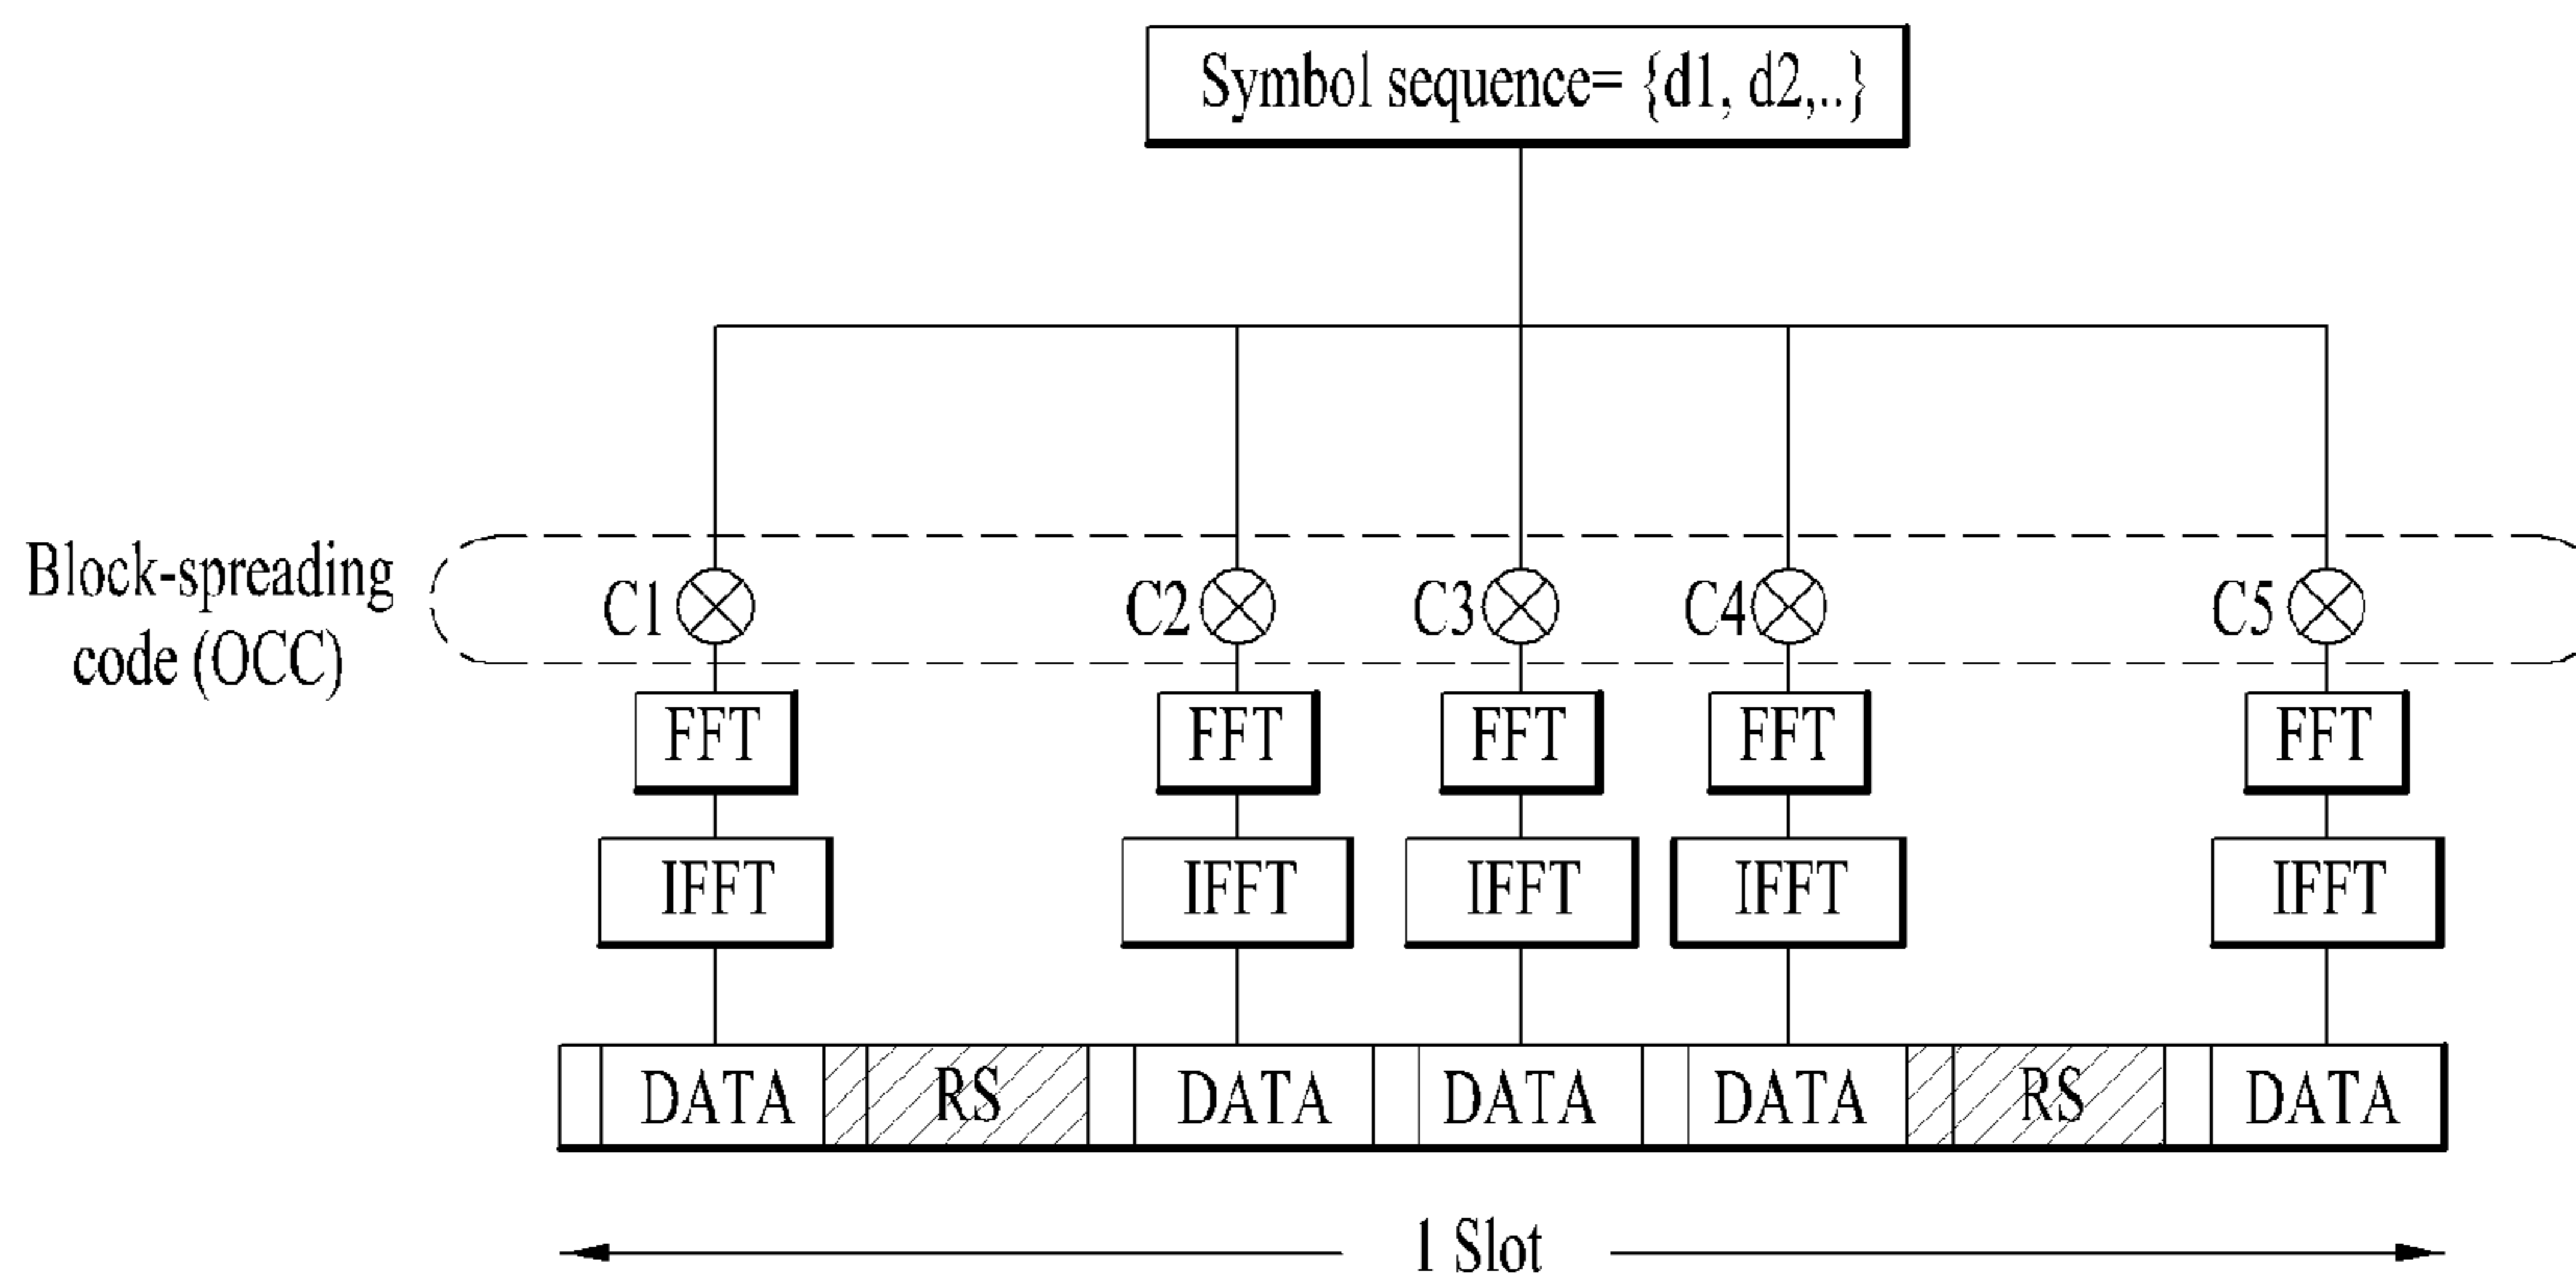 Symbol sequence= {d1, d2,..}
Block-spreading
code (OCC)
C1 C2 C3 C4 C5
FFT FFT FFT FFT FFT
IFFT IFFT IFFT IFFT IFFT
DATA RS DATA DATA DATA RS DATA
1 Slot